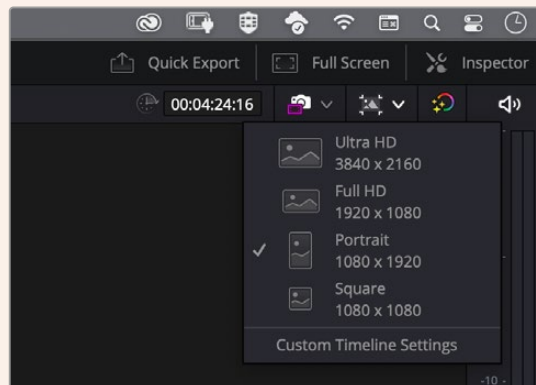 Quick Export
Full Screen
Inspector
00:04:24:16
Ultra HD
3840 x 2160
Full HD
1920 x 1080
Portrait
1080 x 1920
Square
1080 x 1080
Custom Timeline Settings
-10